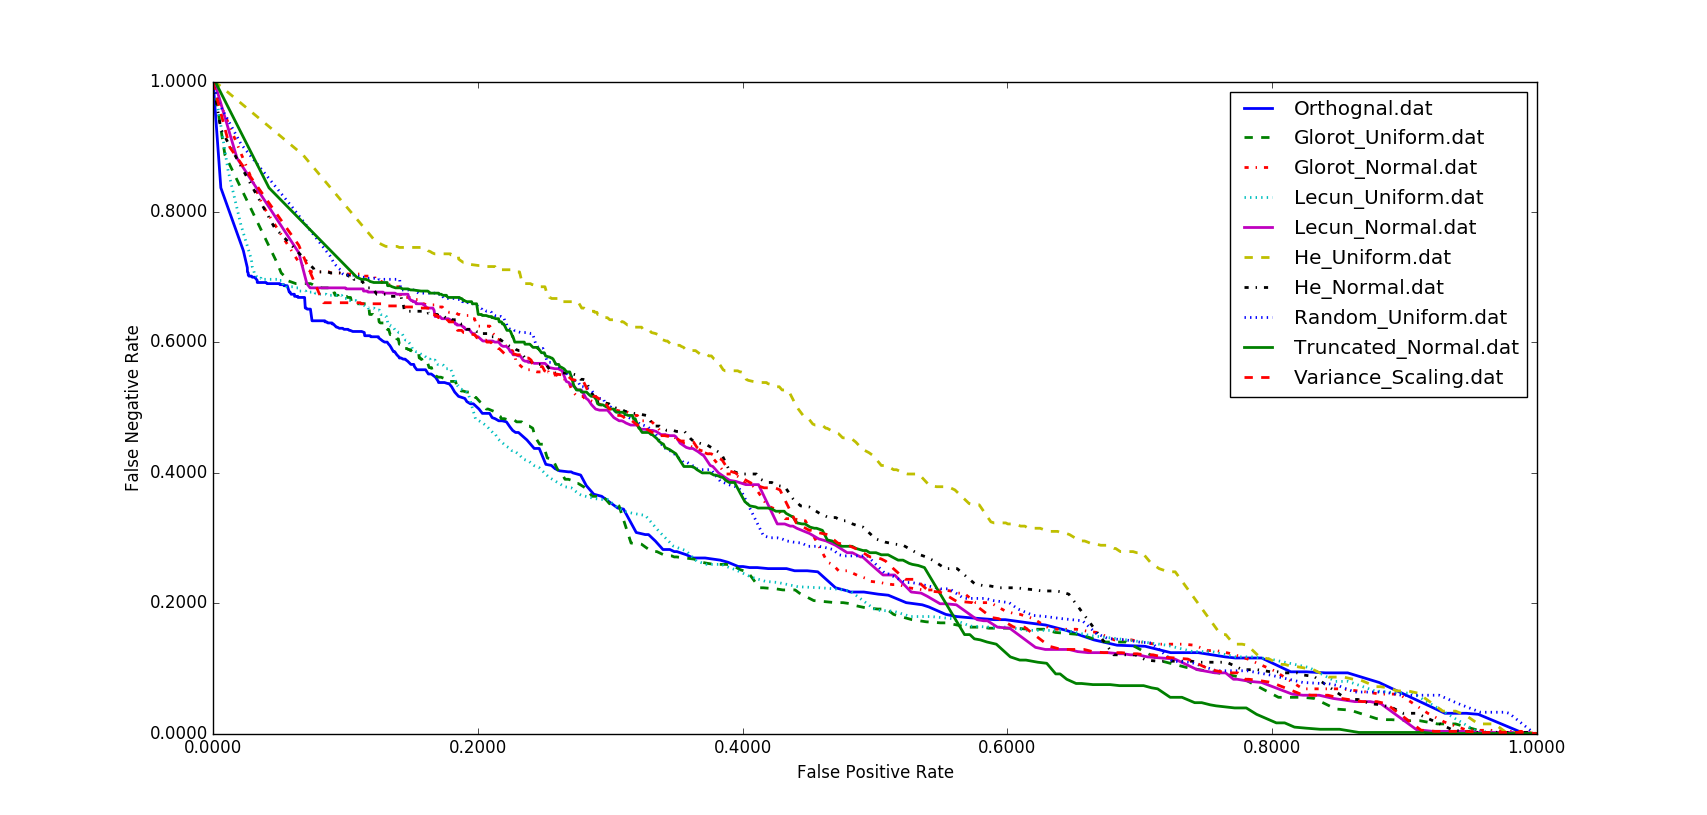 1.0000
0.8000
0.6000
0.4000
0.2000
0.0000
False Negative Rate
Orthognal.dat
Glorot_Uniform.dat
Glorot_Normal.dat
Lecun_Uniform.dat
Lecun_Normal.dat
He_Uniform.dat
He_Normal.dat
Random_Uniform.dat
Truncated_Normal.dat
Variance_Scaling.dat
0.0000 0.2000 0.4000 0.6000 0.8000 1.0000
False Positive Rate